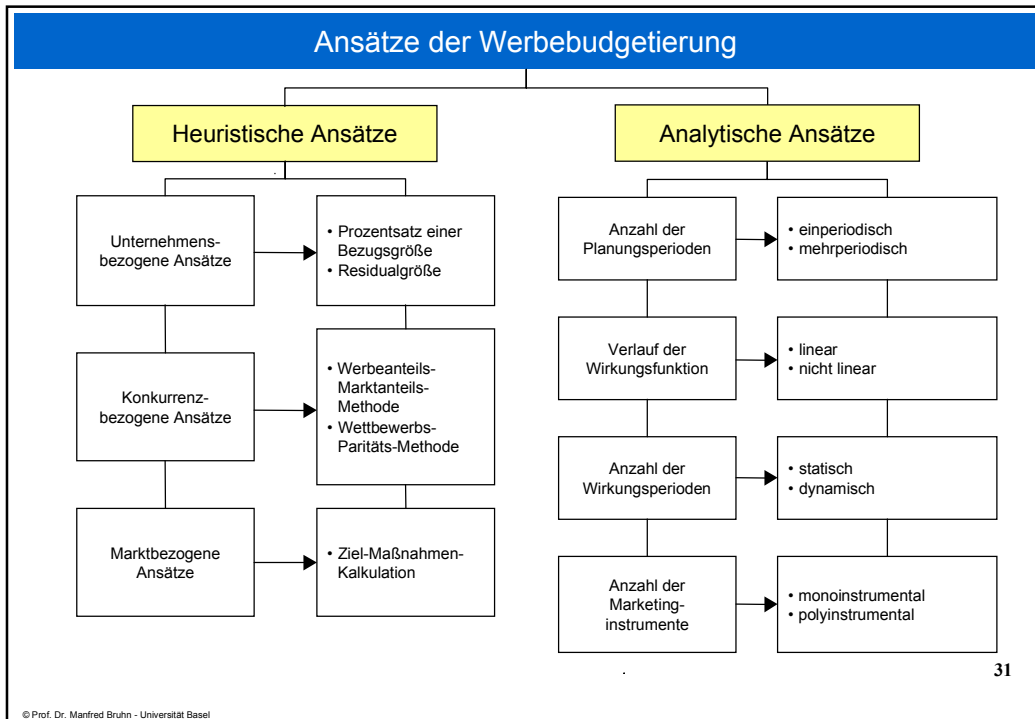 Ansätze der Werbebudgetierung
Heuristische Ansätze
Unternehmens-
bezogene Ansätze
• Prozentsatz einer
Bezugsgröße
• Residualgröße
Konkurrenz-
bezogene Ansätze
• Werbeanteils-
Marktanteils-
Methode
• Wettbewerbs-
Paritäts-Methode
Marktbezogene
Ansätze
• Ziel-Maßnahmen-
Kalkulation
Analytische Ansätze
Anzahl der
Planungsperioden
• einperiodisch
• mehrperiodisch
Verlauf der
Wirkungsfunktion
• linear
• nicht linear
Anzahl der
Wirkungsperioden
• statisch
• dynamisch
Anzahl der
Marketing-
instrumente
• monoinstrumental
• polyinstrumental
31
© Prof. Dr. Manfred Bruhn - Universität Basel